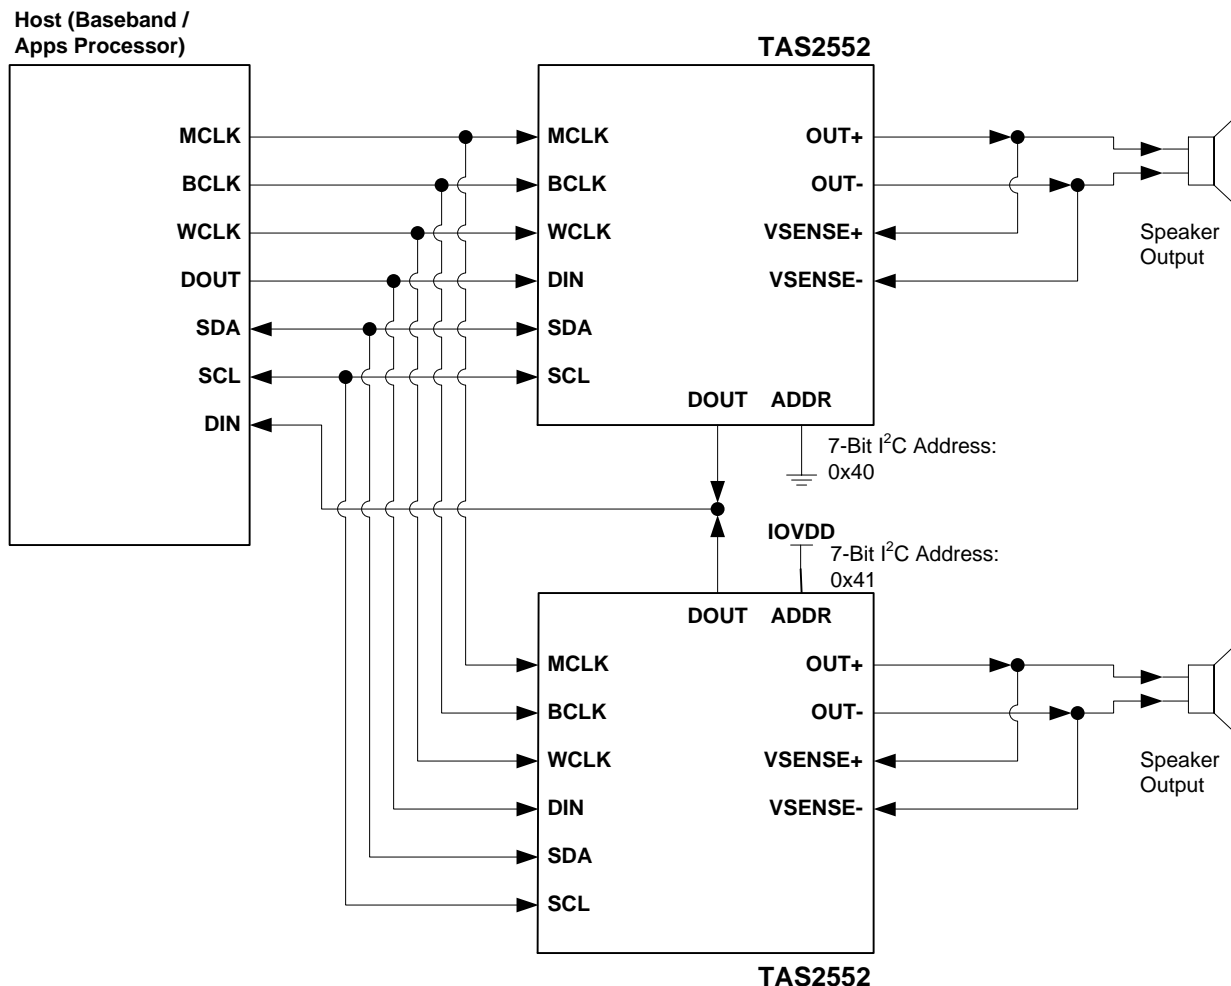 Host (Baseband /
Apps Processor)
MCLK
BCLK
WCLK
DOUT
SDA
SCL
DIN
TAS2552
MCLK
BCLK
WCLK
DIN
SDA
SCL
OUT+
OUT-
VSENSE+
VSENSE-
DOUT ADDR
Speaker
Output
7-Bit I²C Address:
0x40
IOVDD
7-Bit I²C Address:
0x41
DOUT ADDR
MCLK
BCLK
WCLK
DIN
SDA
SCL
OUT+
OUT-
VSENSE+
VSENSE-
Speaker
Output
TAS2552